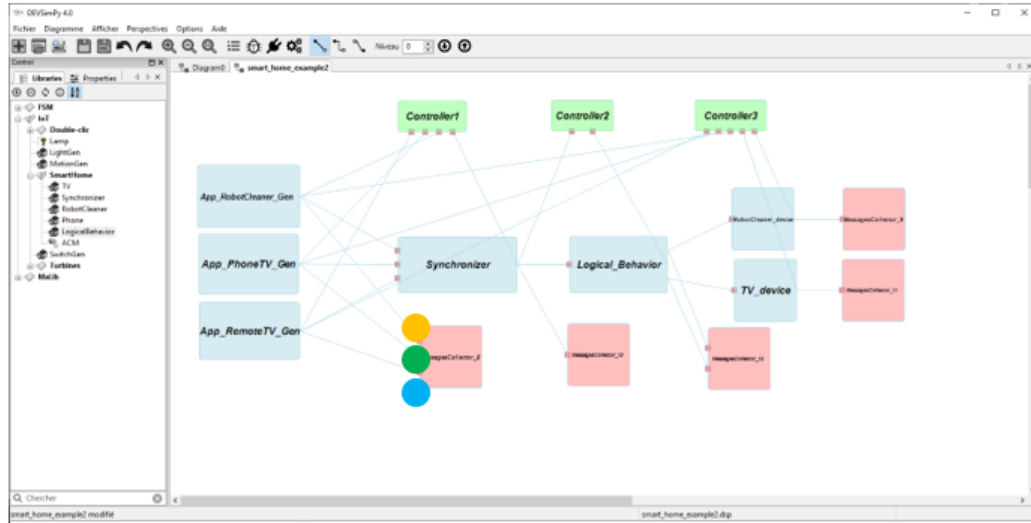 DEVSimPy 4.0
Fichier Diagramme Afficher Perspectives Options Aide
Niveau 0
Control
Libraries Properties
Diagram0 smart_home_example2
FSM
IoT
Double-clic
Lamp
LightGen
MotionGen
SmartHome
TV
Synchronizer
RobotCleaner
Phone
LogicalBehavior
ACM
SwitchGen
Turbines
MaLib
Controller1 Controller2 Controller3
App_RobotCleaner_Gen
RobotCleaner_device
App_PhoneTV_Gen Synchronizer Logical_Behavior
TV_device
App_RemoteTV_Gen
Chercher
smart_home_example2 modifié smart_home_example2.dsp